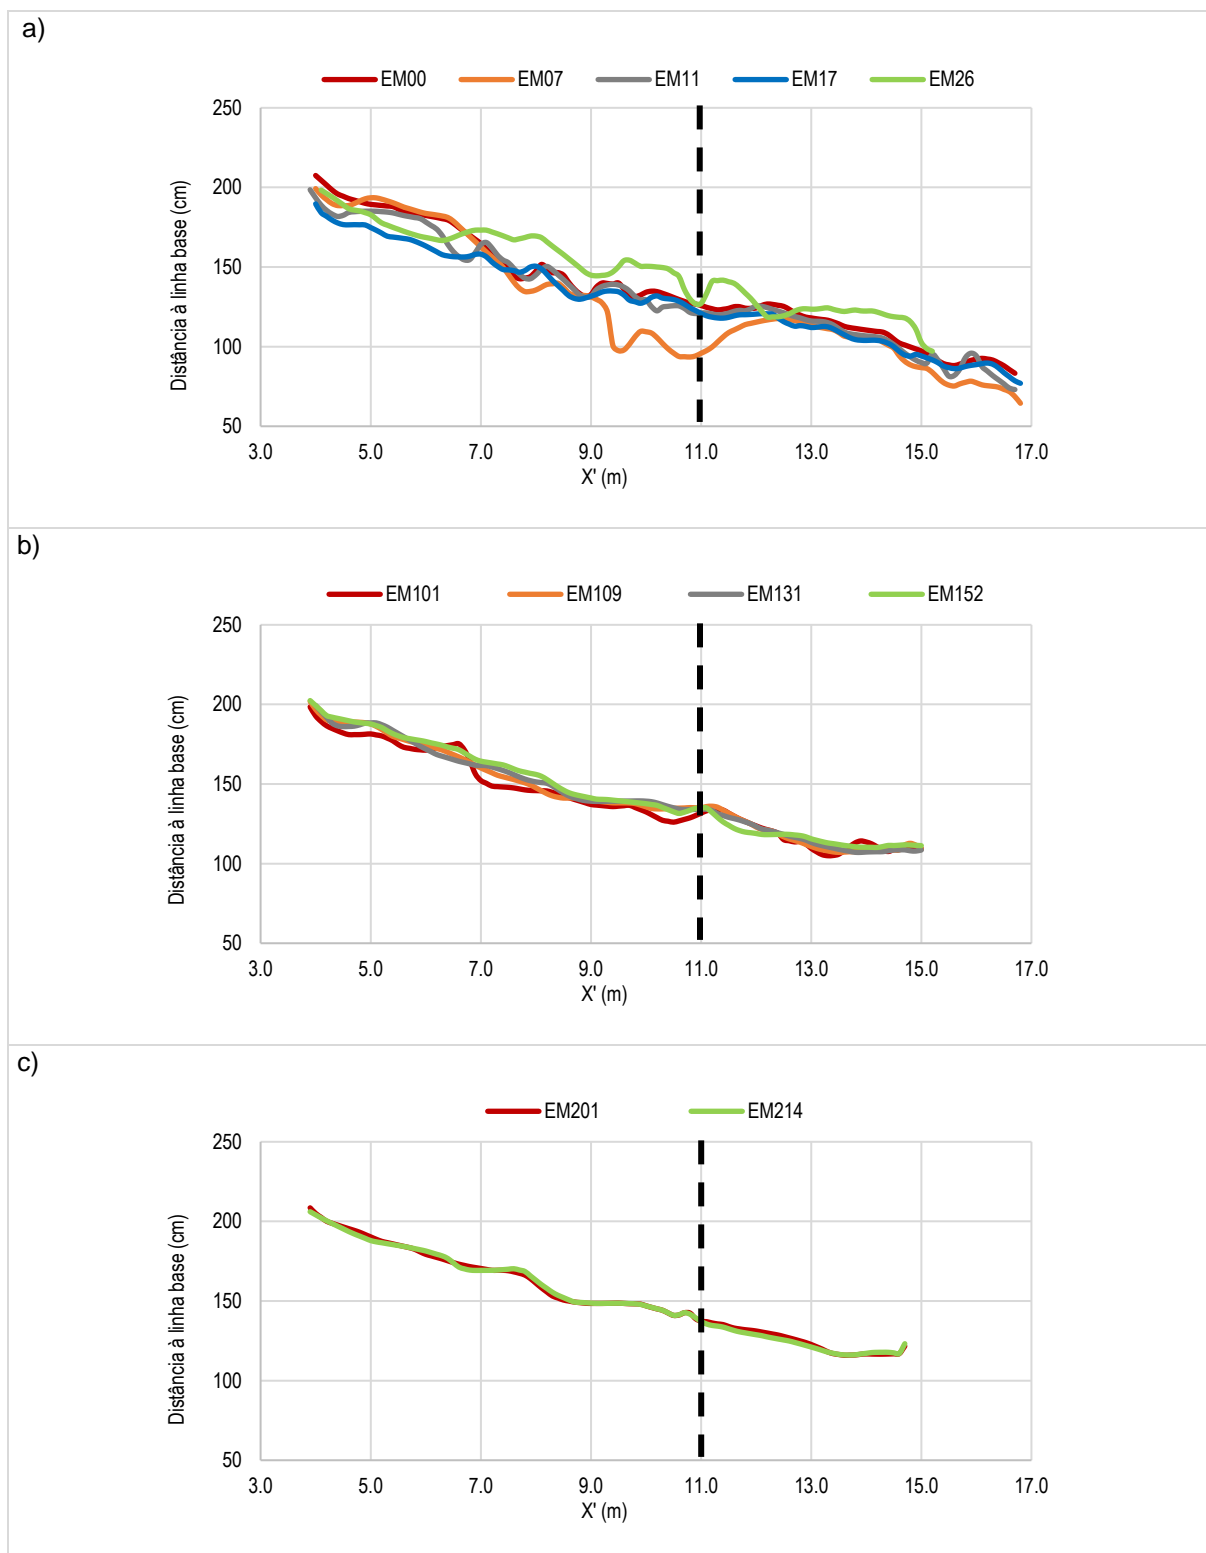 a)
EM00 EM07 EM11 EM17 EM26
250
200
150
100
50
Distância à linha base (cm)
3.0 5.0 7.0 9.0 11.0 13.0 15.0 17.0
X' (m)
b)
EM101 EM109 EM131 EM152
250
200
150
100
50
Distância à linha base (cm)
3.0 5.0 7.0 9.0 11.0 13.0 15.0 17.0
X' (m)
c)
EM201 EM214
250
200
150
100
50
Distância à linha base (cm)
3.0 5.0 7.0 9.0 11.0 13.0 15.0 17.0
X' (m)